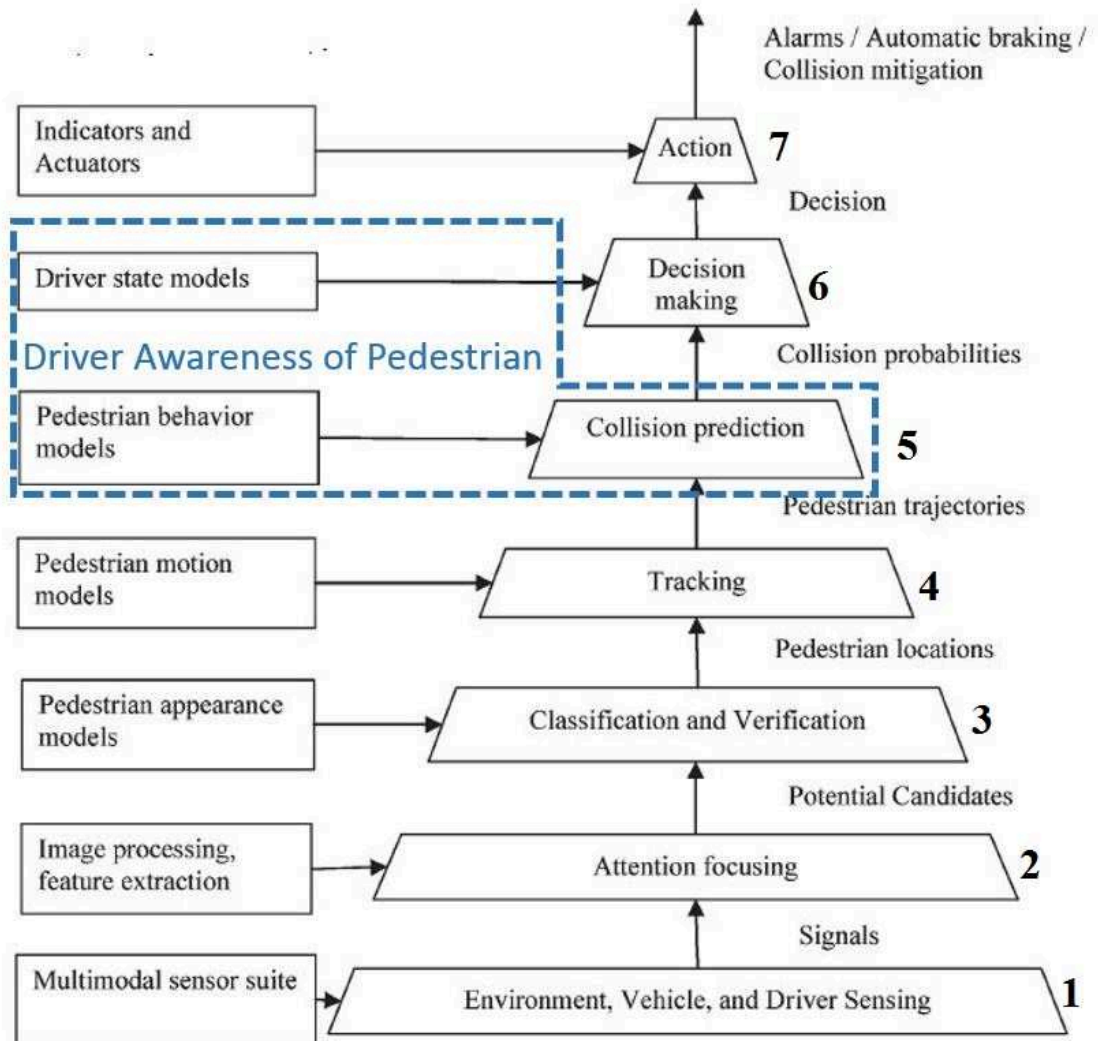 Alarms / Automatic braking /
Collision mitigation
Indicators and
Actuators
Action
7
Decision
Driver state models
Decision
making
6
Driver Awareness of Pedestrian
Collision probabilities
Pedestrian behavior
models
Collision prediction
5
Pedestrian trajectories
Pedestrian motion
models
Tracking
4
Pedestrian locations
Pedestrian appearance
models
Classification and Verification
3
Potential Candidates
Image processing,
feature extraction
Attention focusing
2
Signals
Multimodal sensor suite
Environment, Vehicle, and Driver Sensing
1